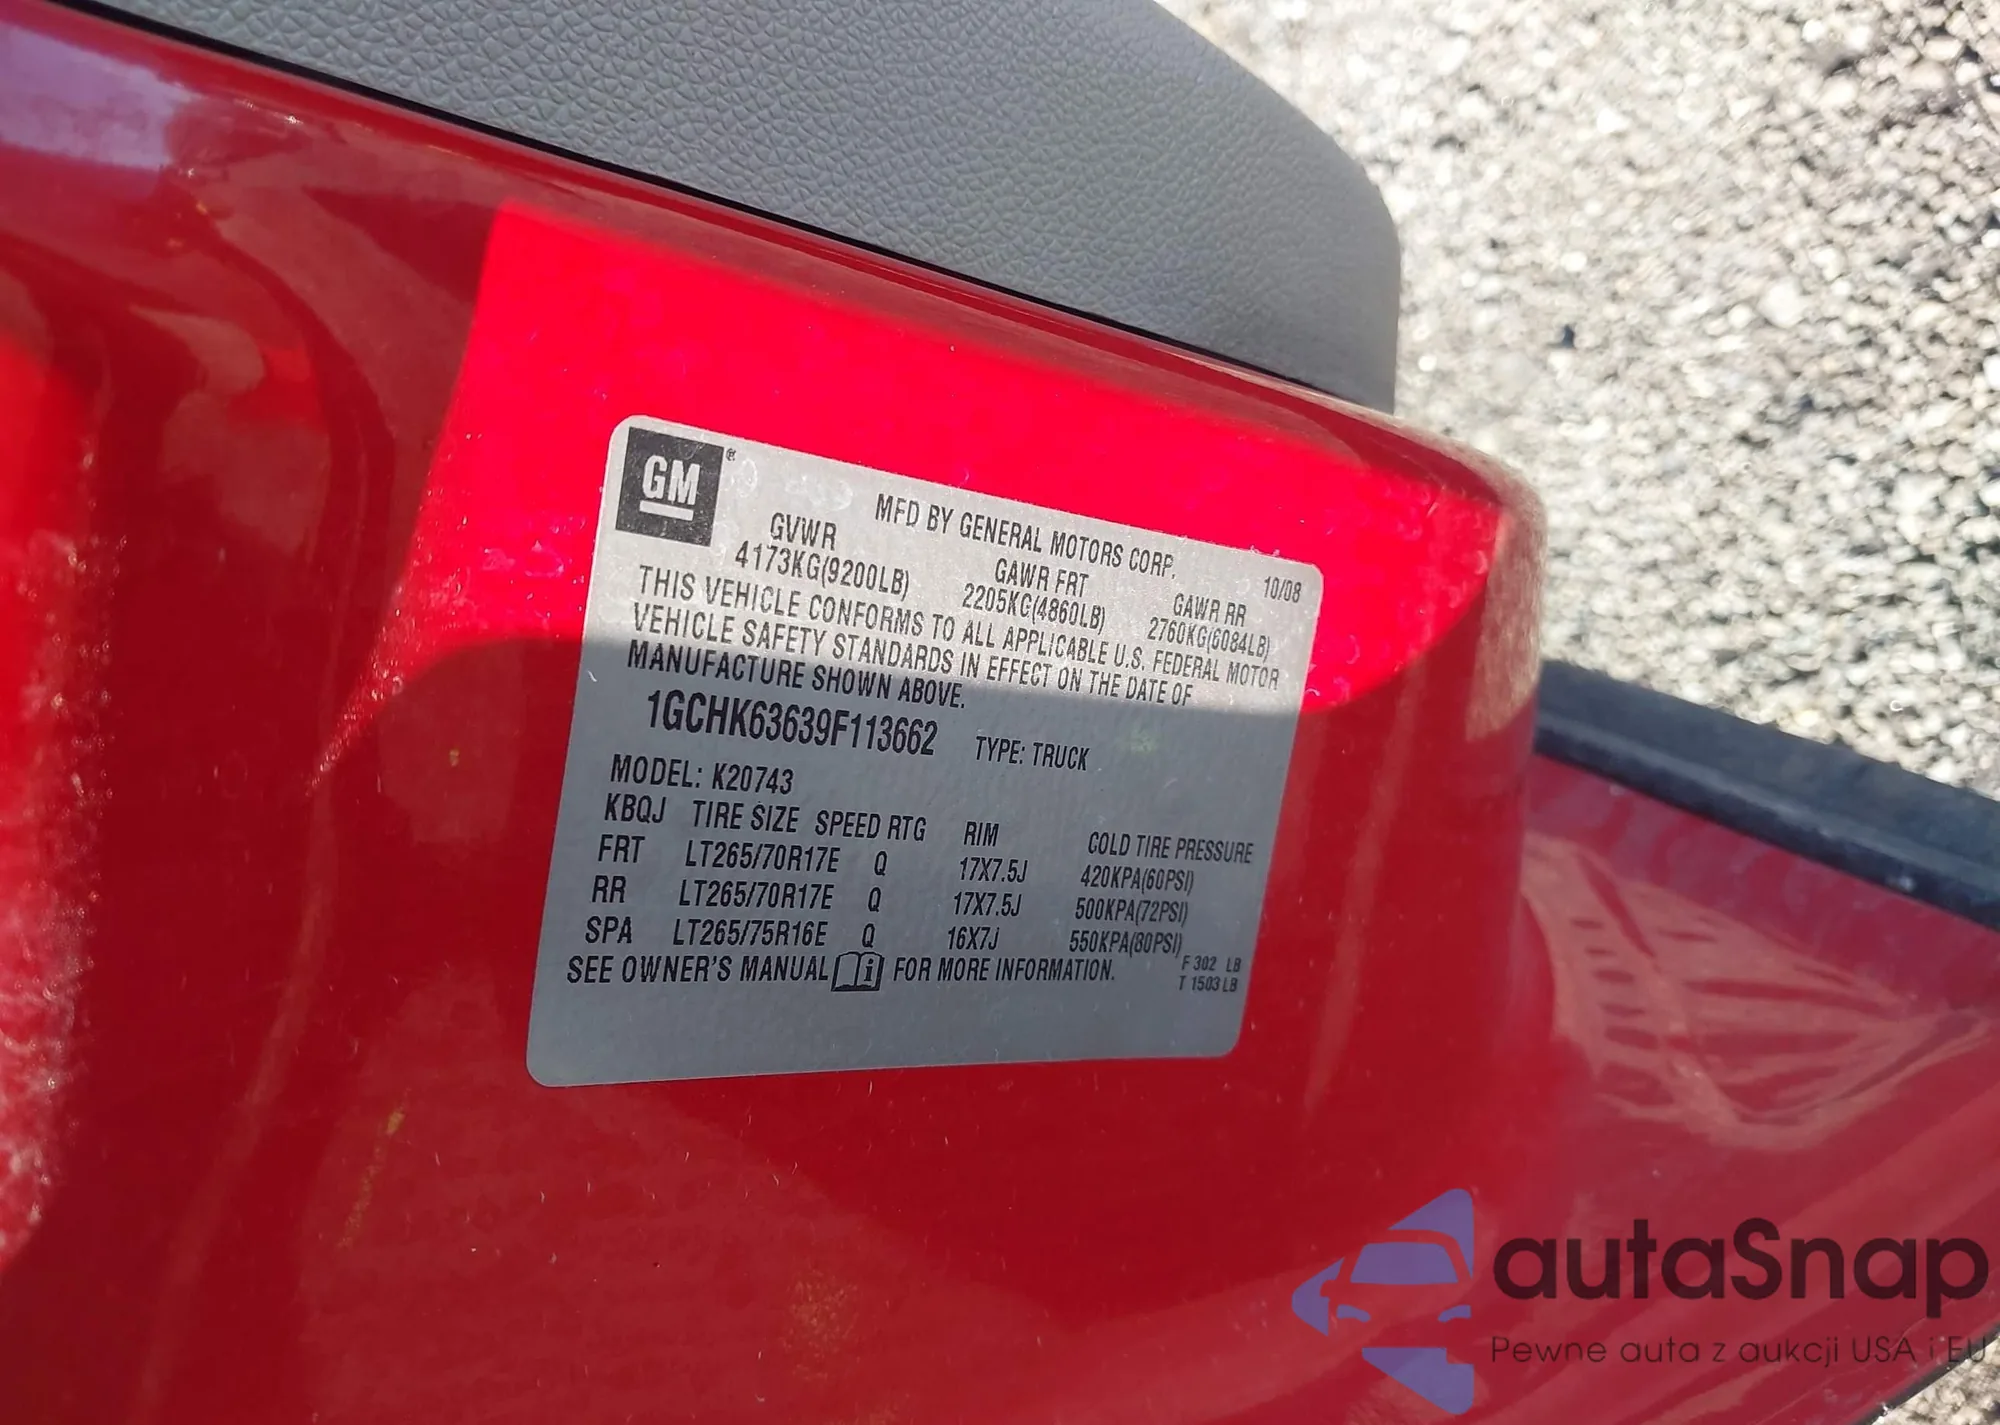 GM ®
MFD BY GENERAL MOTORS CORP.
10/08
GVWR GAWR FRT GAWR RR
4173KG(9200LB) 2205KG(4860LB) 2760KG(6084LB)
THIS VEHICLE CONFORMS TO ALL APPLICABLE U.S. FEDERAL MOTOR
VEHICLE SAFETY STANDARDS IN EFFECT ON THE DATE OF
MANUFACTURE SHOWN ABOVE.
1GCHK63639F113662 TYPE: TRUCK
MODEL: K20743
KBQJ TIRE SIZE SPEED RTG RIM COLD TIRE PRESSURE
FRT LT265/70R17E Q 17X7.5J 420KPA(60PSI)
RR LT265/70R17E Q 17X7.5J 500KPA(72PSI)
SPA LT265/75R16E Q 16X7J 550KPA(80PSI)
SEE OWNER'S MANUAL i FOR MORE INFORMATION.
F 302 LB
T 1503 LB
autaSnap
Pewne auta z aukcji USA i EU